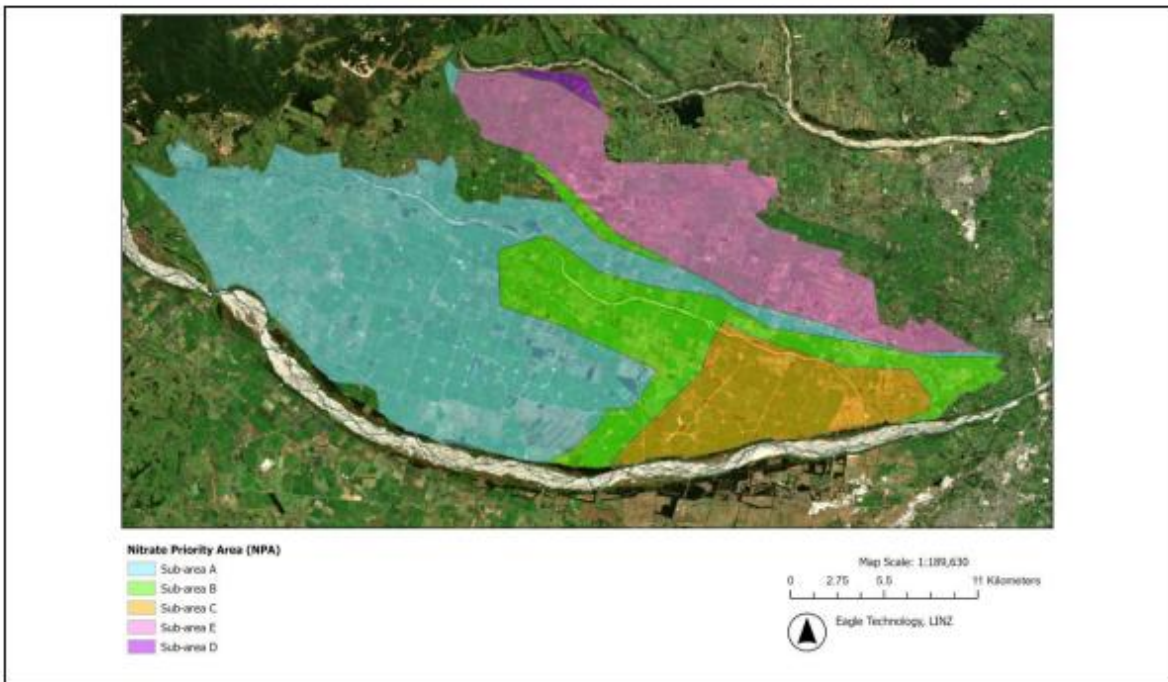 Nitrate Priority Area (NPA)
Sub-area A
Sub-area B
Sub-area C
Sub-area E
Sub-area D
Map Scale: 1:189,630
0 2.75 5.5 11 Kilometers
Eagle Technology, LINZ